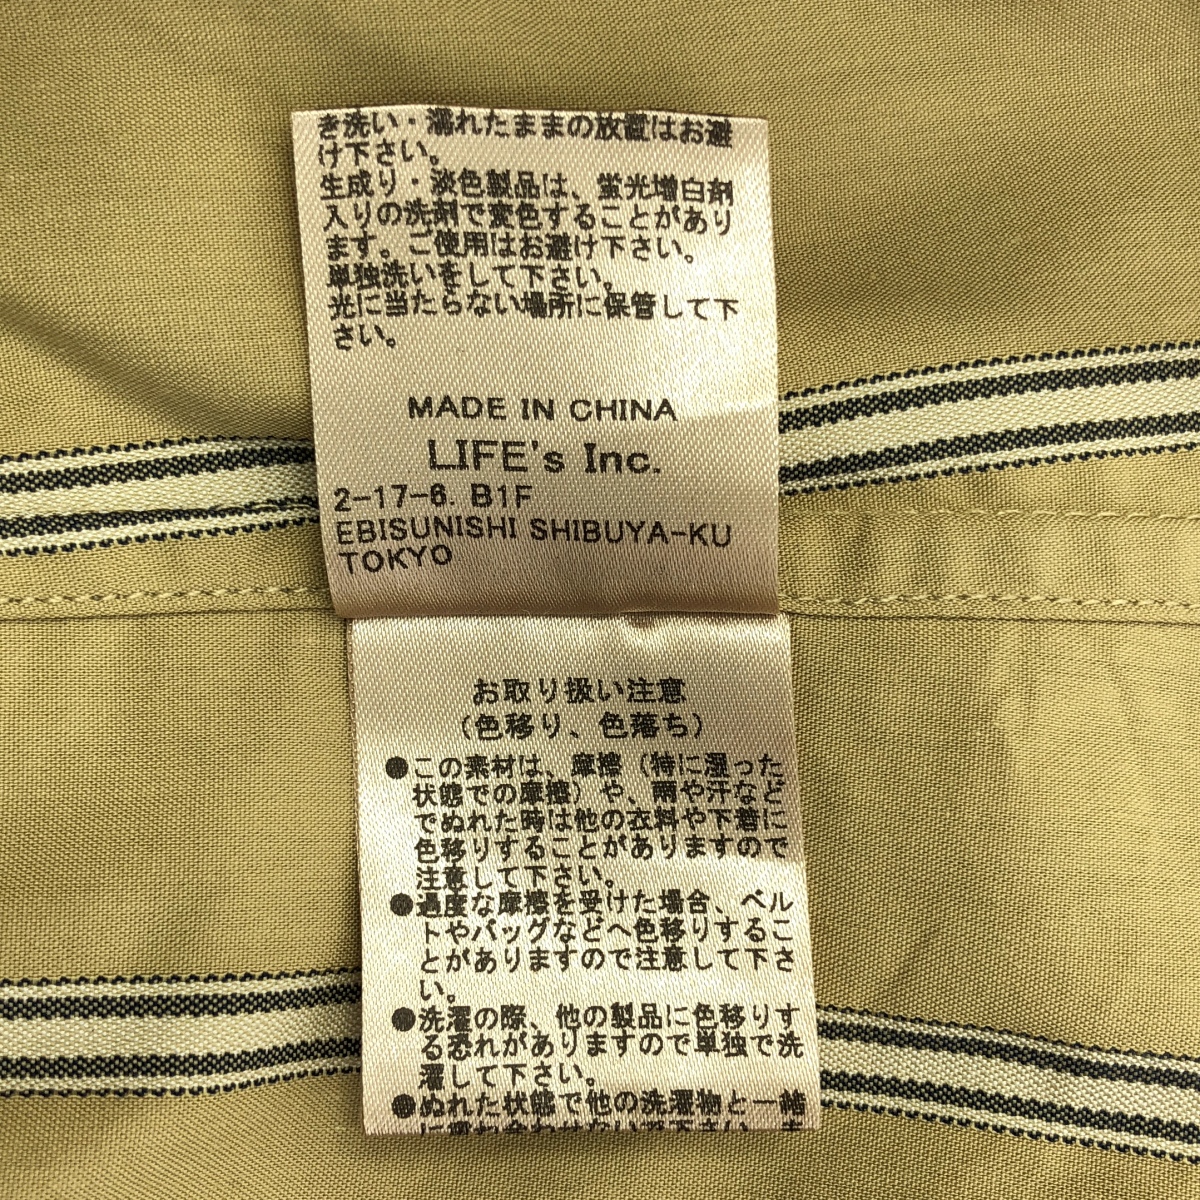 き洗い・濡れたままの放置はお避
け下さい。
生成り・淡色製品は、蛍光増白剤
入りの洗剤で変色することがあり
ます。ご使用はお避け下さい。
単独洗いをして下さい。
光に当たらない場所に保管して下
さい。
MADE IN CHINA
LIFE's Inc.
2-17-6. B1F
EBISUNISHI SHIBUYA-KU
TOKYO
お取り扱い注意
(色移り、色落ち)
●この素材は、摩擦(特に湿った
状態での摩擦)や、雨や汗など
でぬれた時は他の衣料や下着に
色移りすることがありますので
注意して下さい。
●過度な摩擦を受けた場合、ベル
トやバッグなどへ色移りするこ
とがありますので注意して下さ
い。
●洗濯の際、他の製品に色移りす
る恐れがありますので単独で洗
濯して下さい。
●ぬれた状態で他の洗濯物と一緒